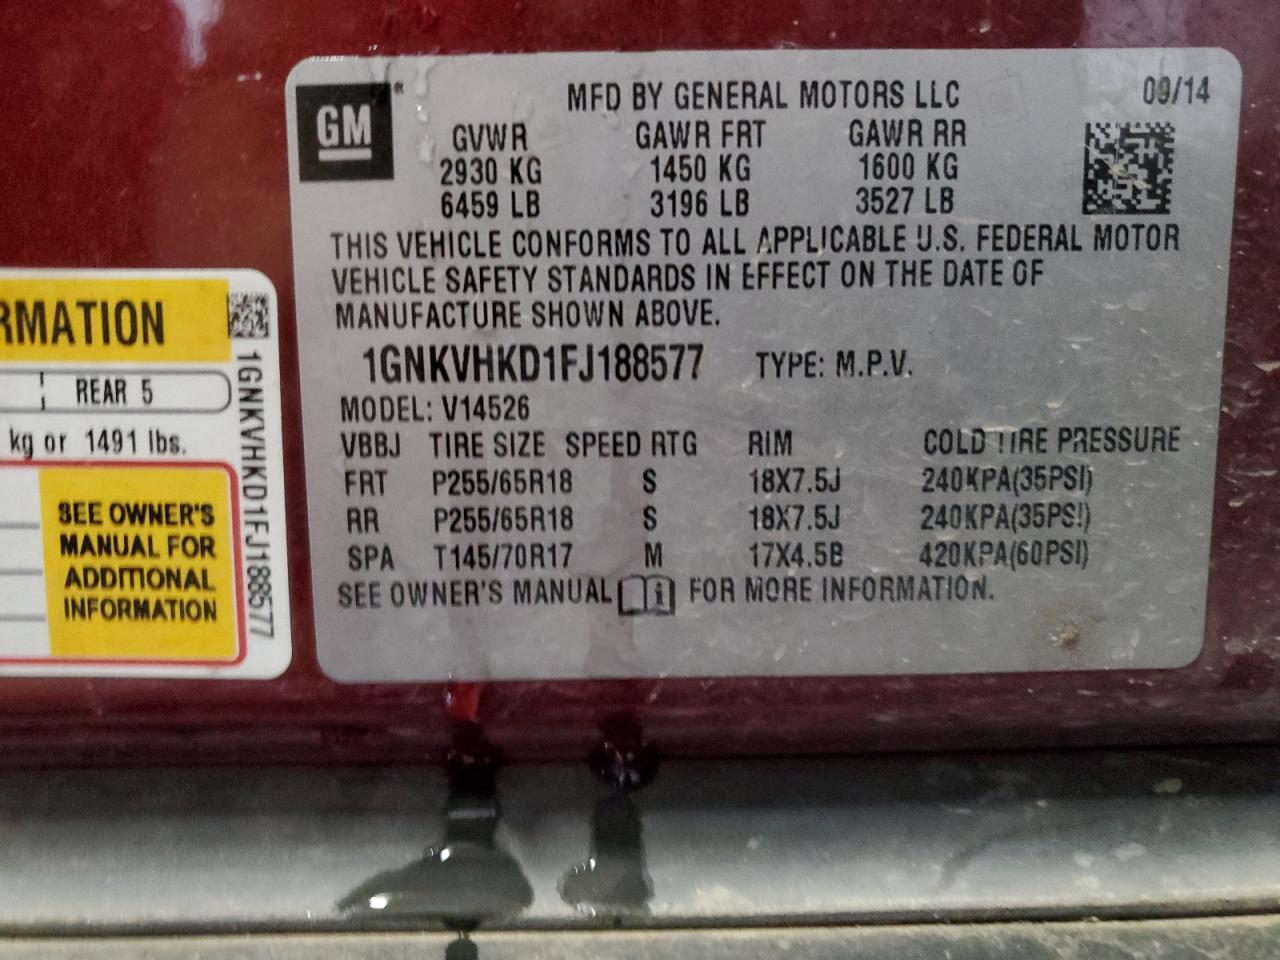 GM
MFD BY GENERAL MOTORS LLC 09/14
GVWR GAWR FRT GAWR RR
2930 KG 1450 KG 1600 KG
6459 LB 3196 LB 3527 LB
THIS VEHICLE CONFORMS TO ALL APPLICABLE U.S. FEDERAL MOTOR
VEHICLE SAFETY STANDARDS IN EFFECT ON THE DATE OF
MANUFACTURE SHOWN ABOVE.
1GNKVHKD1FJ188577 TYPE: M.P.V.
MODEL: V14526
VBBJ TIRE SIZE SPEED RTG RIM COLD TIRE PRESSURE
FRT P255/65R18 S 18X7.5J 240KPA(35PSI)
RR P255/65R18 S 18X7.5J 240KPA(35PSI)
SPA T145/70R17 M 17X4.5B 420KPA(60PSI)
SEE OWNER'S MANUAL FOR MORE INFORMATION.
RMATION
REAR 5
kg or 1491 lbs.
SEE OWNER'S
MANUAL FOR
ADDITIONAL
INFORMATION
1GNKVHKD1FJ188577